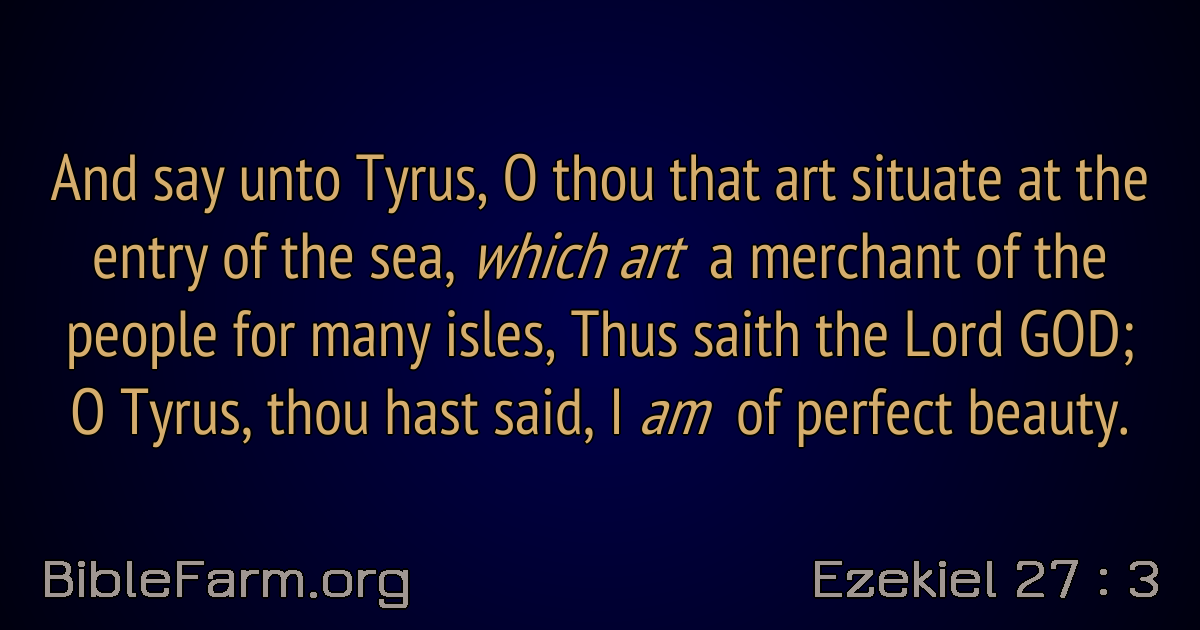 And say unto Tyrus, O thou that art situate at the
entry of the sea, which art a merchant of the
people for many isles, Thus saith the Lord GOD;
O Tyrus, thou hast said, I am of perfect beauty.
BibleFarm.org
Ezekiel 27 : 3